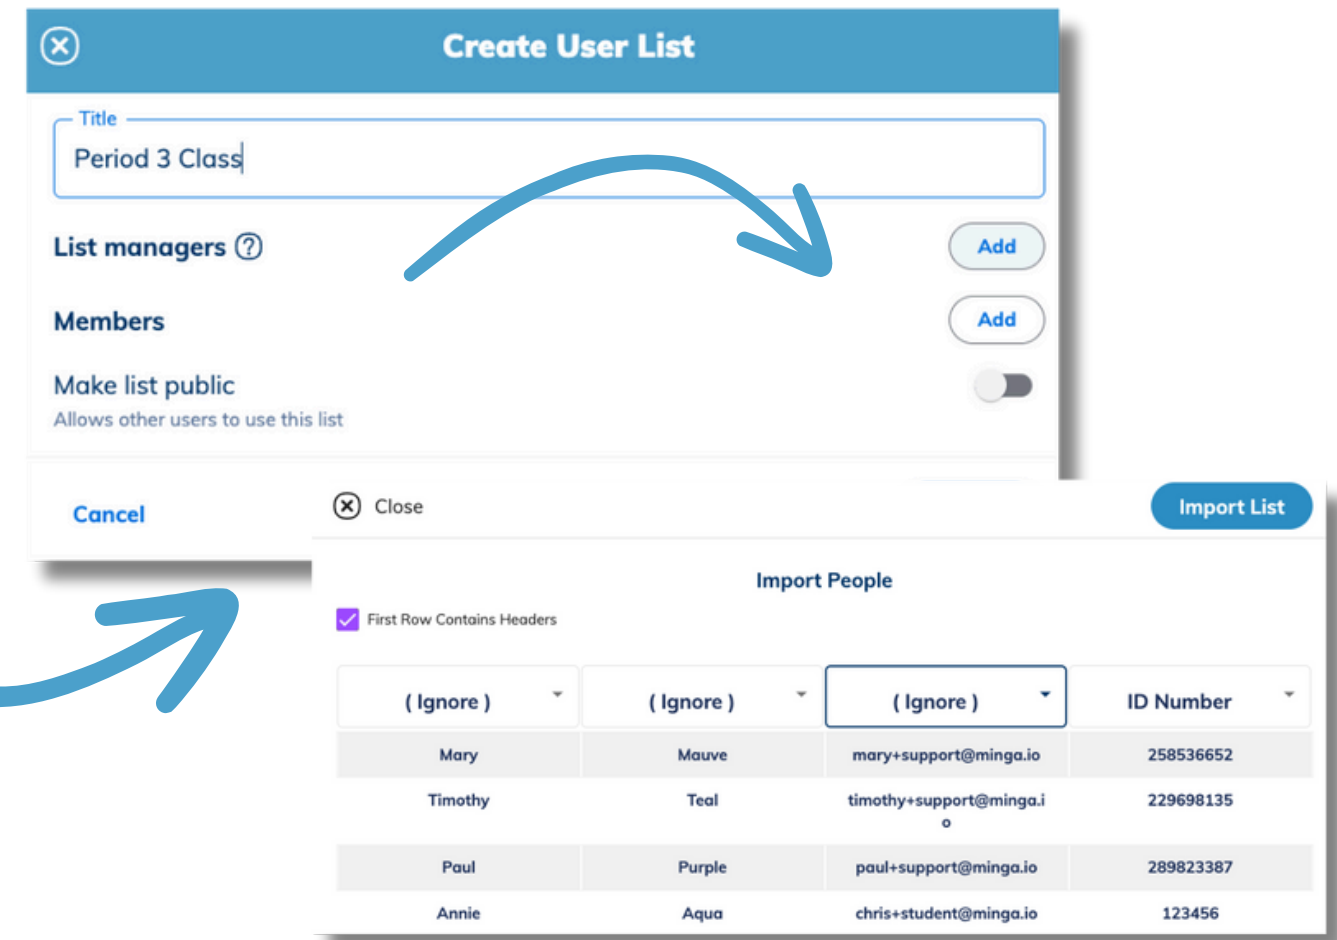 Create User List
Title
Period 3 Class
List managers ?
Add
Members
Add
Make list public
Allows other users to use this list
Cancel
Close
Import List
Import People
First Row Contains Headers
( Ignore ) ( Ignore ) ( Ignore ) ID Number
Mary Mauve mary+support@minga.io 258536652
Timothy Teal timothy+support@minga.i 229698135
o
Paul Purple paul+support@minga.io 289823387
Annie Aqua chris+student@minga.io 123456